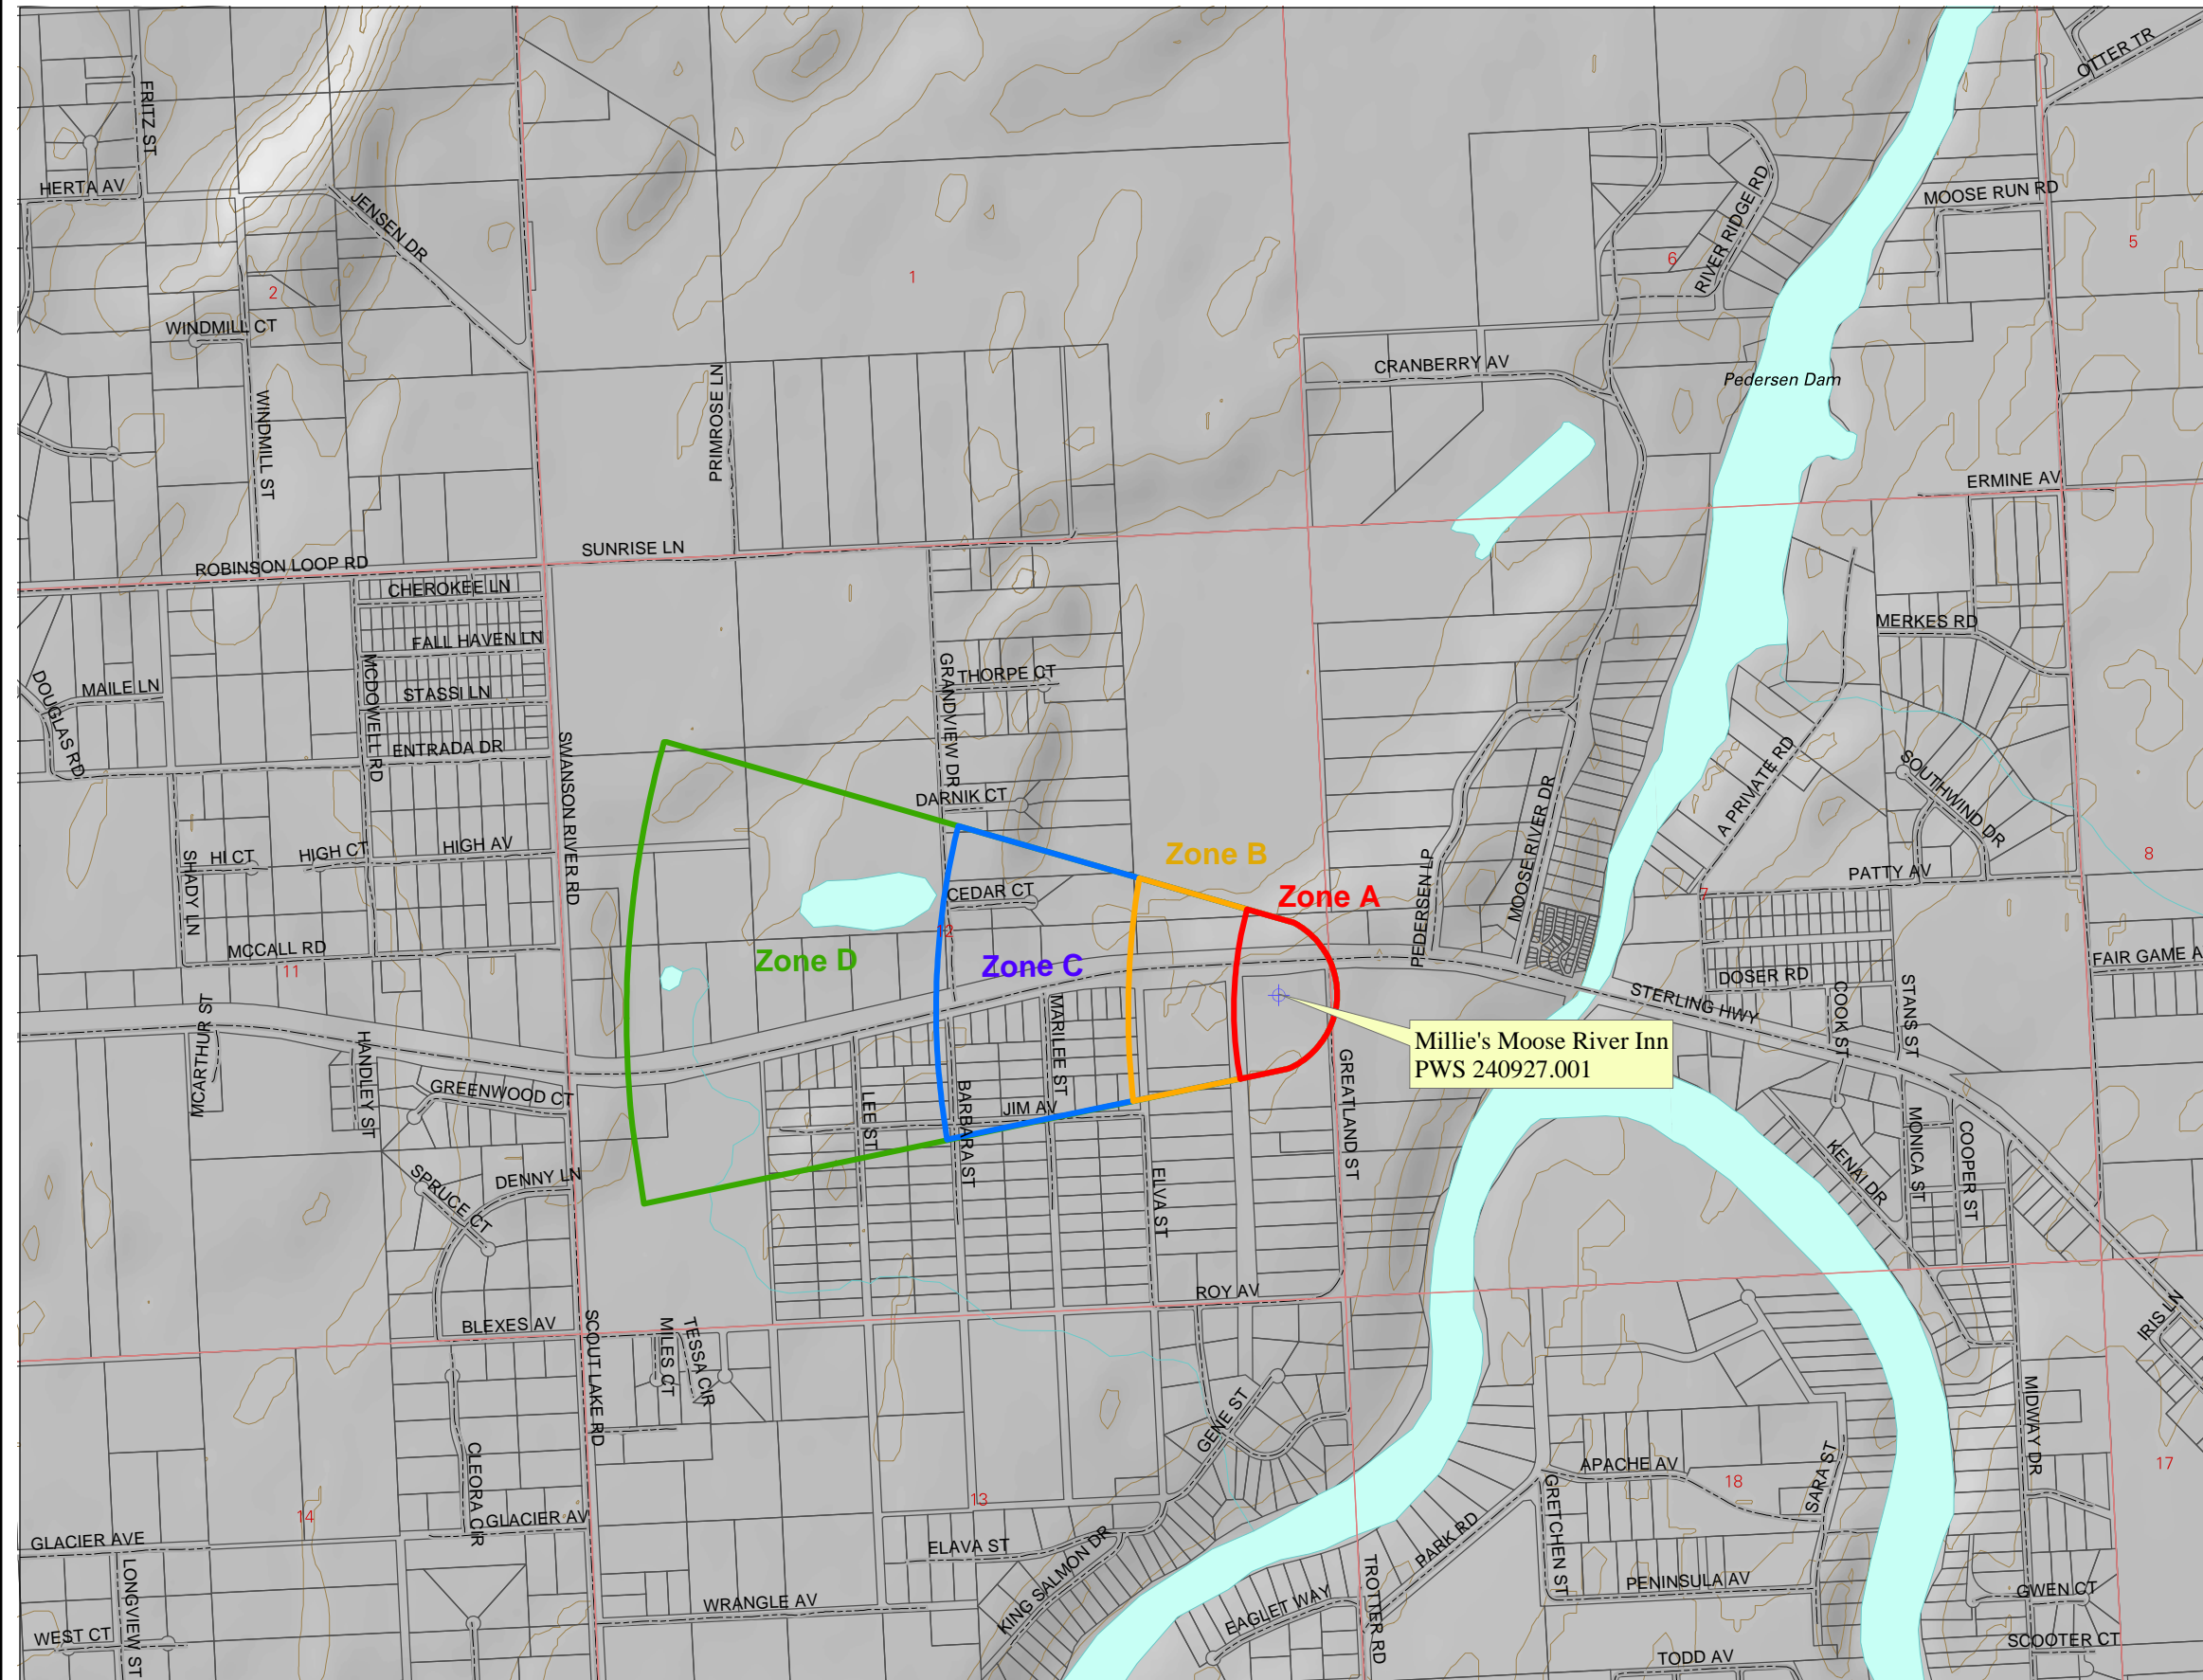 OTTER TR
FRITZ ST
HERTA AV
JENSEN DR
MOOSE RUN RD
RIVER RIDGE RD
5
6
1
2
WINDMILL CT
CRANBERRY AV
Pedersen Dam
PRIMROSE LN
WINDMILL ST
ERMINE AV
SUNRISE LN
ROBINSON LOOP RD
CHEROKEE LN
FALL HAVEN LN
MERKES RD
THORPE CT
GRANDVIEW DR
MCDOWELL RD
DOUGLAS RD
MAILE LN
STASSI LN
ENTRADA DR
SWANSON RIVER RD
A PRIVATE RD
SOUTHWIND DR
MOOSE RIVER DR
DARNIK CT
HI CT
HIGH CT
HIGH AV
SHADY LN
Zone B
PEDERSEN LP
8
PATTY AV
7
CEDAR CT
Zone A
12
MCCALL RD
11
Zone D
Zone C
FAIR GAME A
DOSER RD
STERLING HWY
COOK ST
STANS ST
MCARTHUR ST
HANDLEY ST
MARILEE ST
Millie's Moose River Inn
PWS 240927.001
GREATLAND ST
GREENWOOD CT
LEE ST
BARBARA ST
JIM AV
KENAI DR
MONICA ST
COOPER ST
SPRUCE CT
DENNY LN
ELVA ST
ROY AV
BLEXES AV
SCOUT LAKE RD
MILES CT
TESSA CIR
IRIS LN
MIDWAY DR
GENE ST
CLEORA CIR
APACHE AV
SARA ST
18
17
13
14
GLACIER AV
GLACIER AVE
ELAVA ST
KING SALMON DR
PARK RD
GRETCHEN ST
PENINSULA AV
LONGVIEW ST
WRANGLE AV
EAGLET WAY
TROTTER RD
GWEN CT
WEST CT
SCOOTER CT
TODD AV